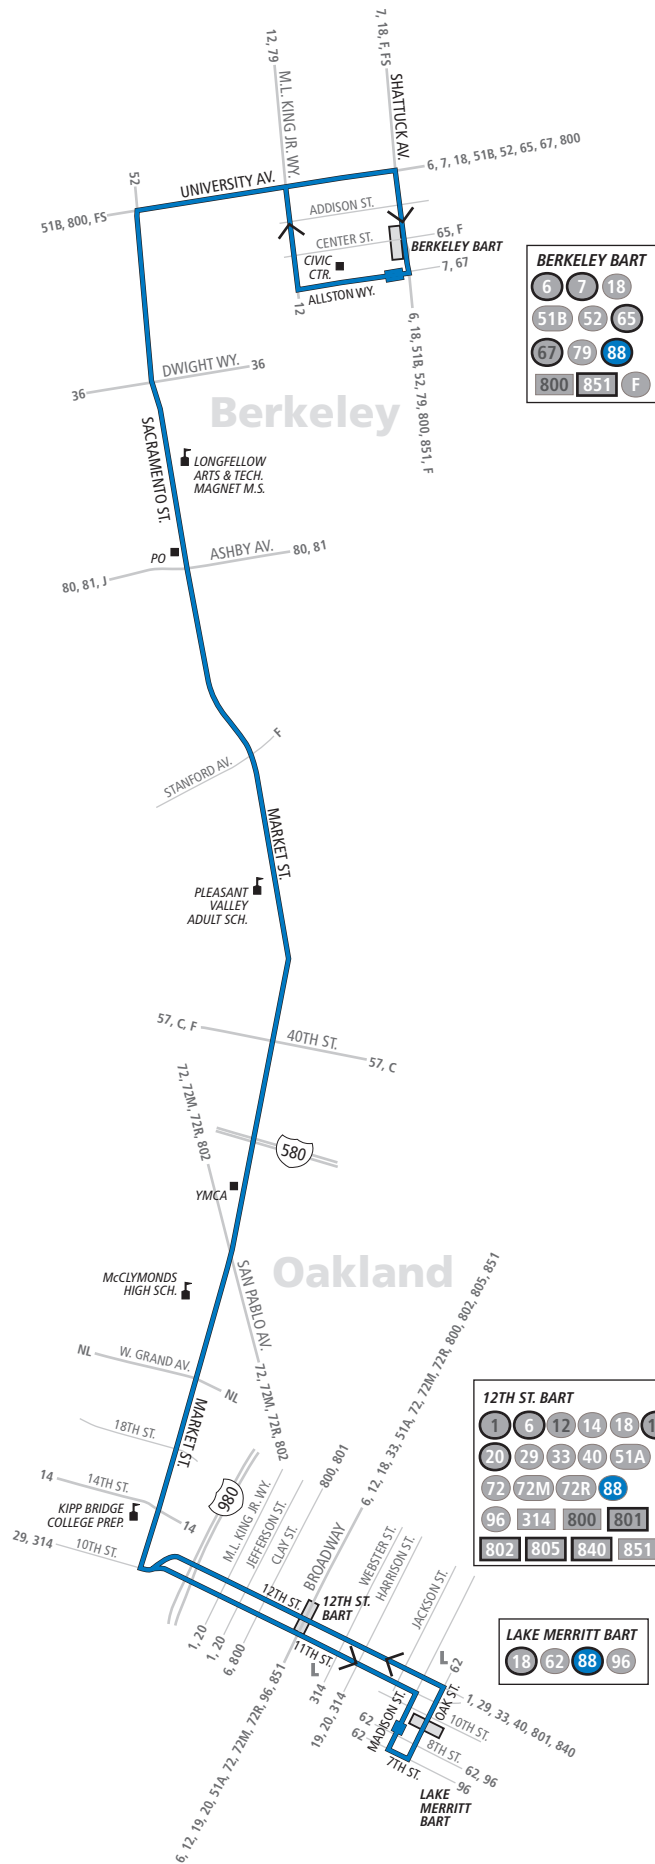 7, 18, F, FS
12, 79
M.L. KING JR. WY.
SHATTUCK AV.
6, 7, 18, 51B, 52, 65, 67, 800
52
UNIVERSITY AV.
51B, 800, FS
ADDISON ST.
65, F
CENTER ST.
BERKELEY BART
CIVIC
CTR.
7, 67
ALLSTON WY.
12
6, 18, 51B, 52, 79, 800, 851, F
BERKELEY BART
6 7 18
51B 52 65
67 79 88
800 851 F
DWIGHT WY.
36
36
Berkeley
SACRAMENTO ST.
LONGFELLOW
ARTS & TECH.
MAGNET M.S.
PO
ASHBY AV.
80, 81
80, 81, J
F
STANFORD AV.
MARKET ST.
PLEASANT
VALLEY
ADULT SCH.
57, C, F
40TH ST.
57, C
72, 72M, 72R, 802
580
YMCA
Oakland
McCLYMONDS
HIGH SCH.
SAN PABLO AV.
72, 72M, 72R, 802
6, 12, 18, 33, 51A, 72, 72M, 72R, 800, 802, 805, 851
NL
W. GRAND AV.
NL
MARKET ST.
18TH ST.
14
14TH ST.
14
KIPP BRIDGE
COLLEGE PREP.
29, 314
10TH ST.
980
M.L. KING JR. WY.
JEFFERSON ST.
CLAY ST.
800, 801
BROADWAY
WEBSTER ST.
HARRISON ST.
JACKSON ST.
12TH ST.
12TH ST.
BART
11TH ST.
1, 20
1, 20
6, 800
6, 12, 19, 20, 51A, 72, 72M, 72R, 96, 851
L
314
19, 20, 314
L
62
OAK ST.
1, 29, 33, 40, 801, 840
10TH ST.
MADISON ST.
62
62
8TH ST.
62, 96
7TH ST.
96
LAKE
MERRITT
BART
12TH ST. BART
1 6 12 14 18
20 29 33 40 51A
72 72M 72R 88
96 314 800 801
802 805 840 851
LAKE MERRITT BART
18 62 88 96